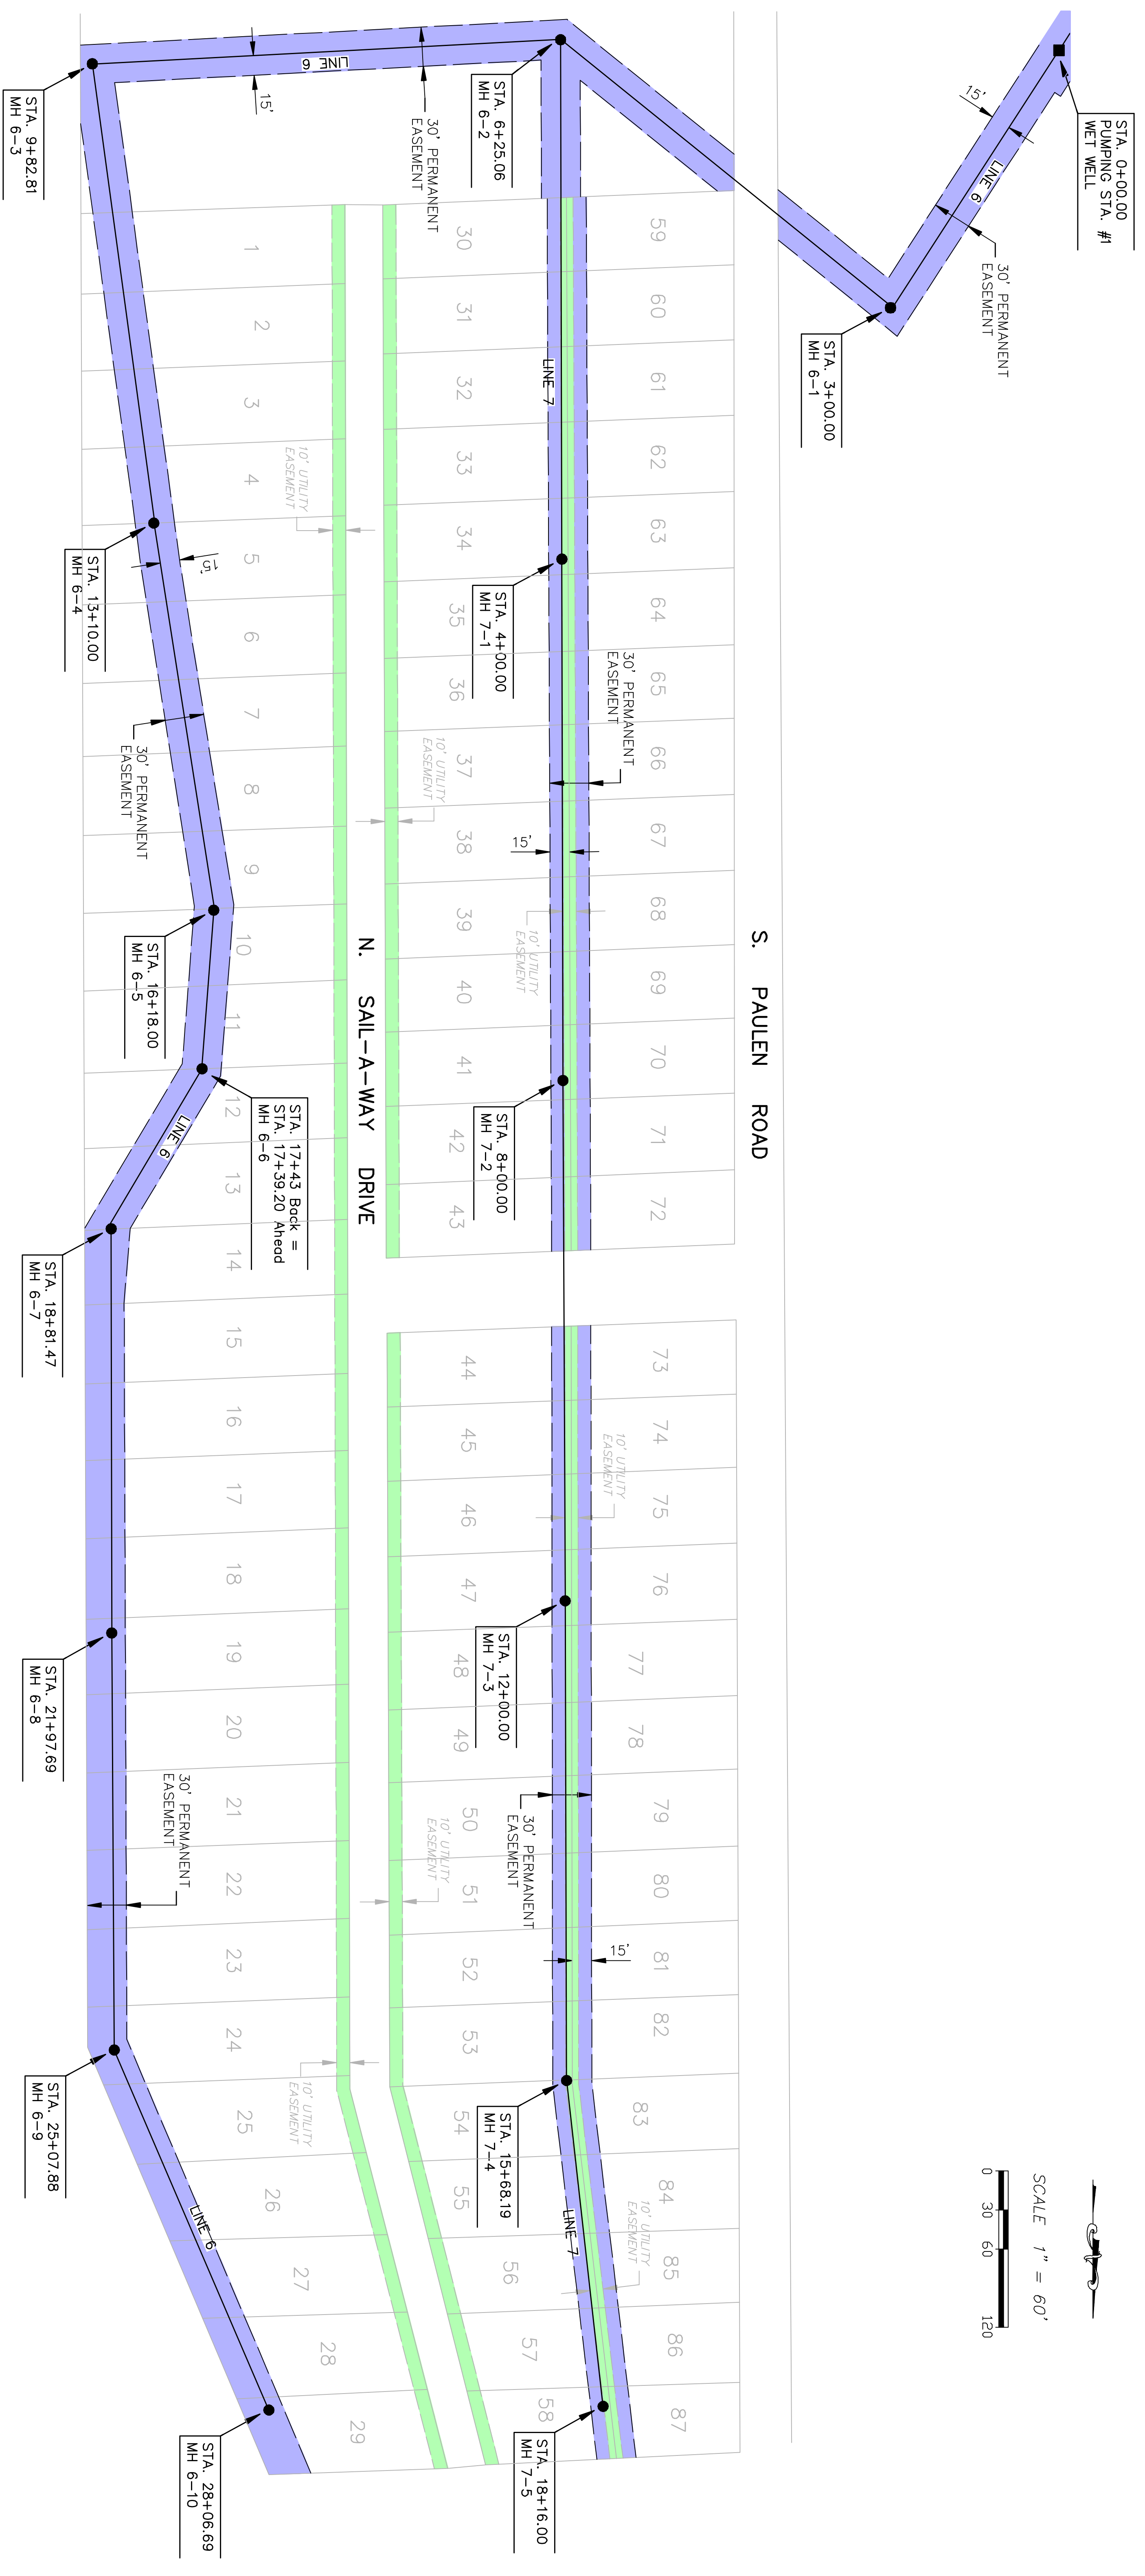 STA. 0+00.00
PUMPING STA. #1
WET WELL
15'
LINE 6
30' PERMANENT
EASEMENT
STA. 3+00.00
MH 6-1
STA. 6+25.06
MH 6-2
LINE 6
15'
30' PERMANENT
EASEMENT
STA. 9+82.81
MH 6-3
S. PAULEN ROAD
59
60
61
62
63
64
65
66
67
68
69
70
71
72
73
74
75
76
77
78
79
80
81
82
83
84
85
86
87
LINE 7
STA. 4+00.00
MH 7-1
30' PERMANENT
EASEMENT
15'
10' UTILITY
EASEMENT
STA. 8+00.00
MH 7-2
10' UTILITY
EASEMENT
STA. 12+00.00
MH 7-3
30' PERMANENT
EASEMENT
15'
STA. 15+68.19
MH 7-4
LINE 7
10' UTILITY
EASEMENT
STA. 18+16.00
MH 7-5
30
31
32
33
34
35
36
37
38
39
40
41
42
43
44
45
46
47
48
49
50
51
52
53
54
55
56
57
58
10' UTILITY
EASEMENT
10' UTILITY
EASEMENT
N. SAIL-A-WAY DRIVE
10' UTILITY
EASEMENT
10' UTILITY
EASEMENT
1
2
3
4
5
6
7
8
9
10
11
12
13
14
15
16
17
18
19
20
21
22
23
24
25
26
27
28
29
STA. 13+10.00
MH 6-4
15'
30' PERMANENT
EASEMENT
STA. 16+18.00
MH 6-5
STA. 17+43 Back =
STA. 17+39.20 Ahead
MH 6-6
LINE 6
STA. 18+81.47
MH 6-7
STA. 21+97.69
MH 6-8
30' PERMANENT
EASEMENT
STA. 25+07.88
MH 6-9
LINE 6
STA. 28+06.69
MH 6-10
SCALE 1" = 60'
0 30 60 120